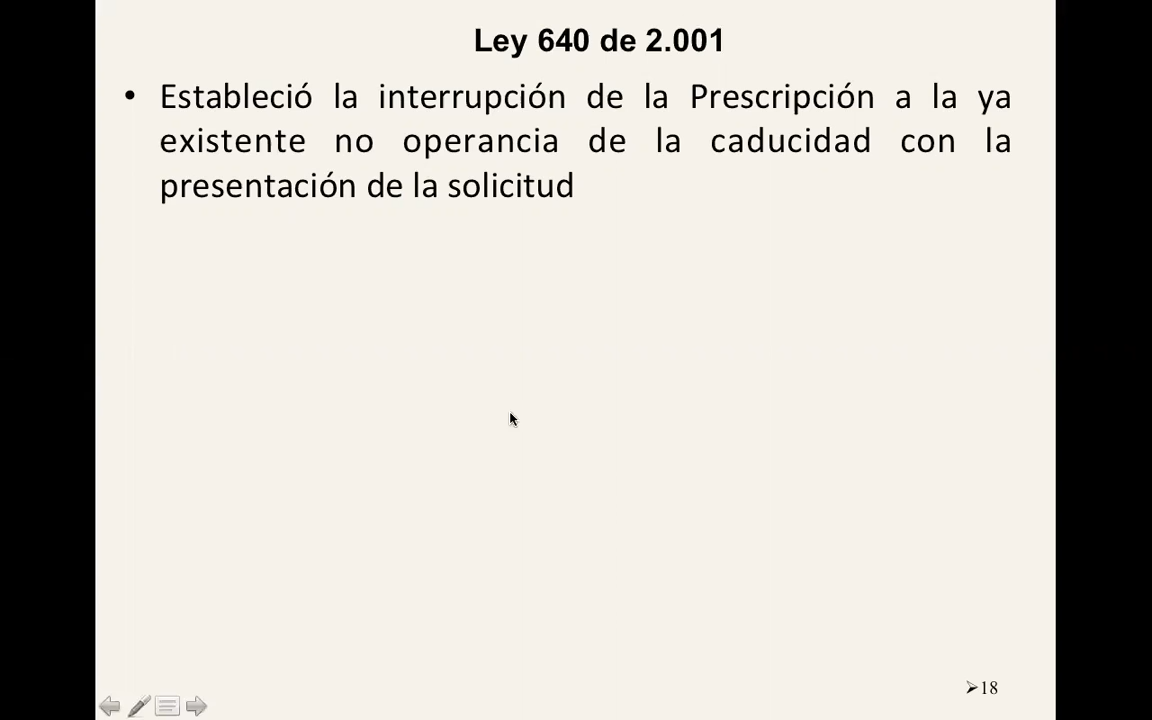 Ley 640 de 2.001
• Estableció la interrupción de la Prescripción a la ya
existente no operancia de la caducidad con la
presentación de la solicitud
➢18